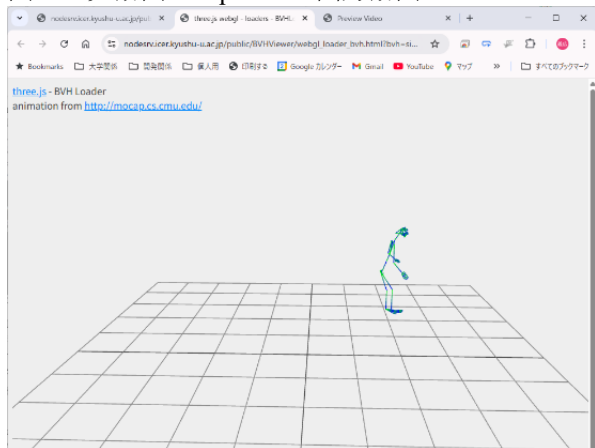 nodesrv.icer.kyushu-u.ac.jp/pub
three.js webgl - loaders - BVH L
Preview Video
nodesrv.icer.kyushu-u.ac.jp/public/BVHViewer/webgl_loader_bvh.html?bvh=si...
Bookmarks
大学関係
開発関係
個人用
印刷する
Google カレンダー
Gmail
YouTube
マップ
»
すべてのブックマーク
three.js - BVH Loader
animation from http://mocap.cs.cmu.edu/